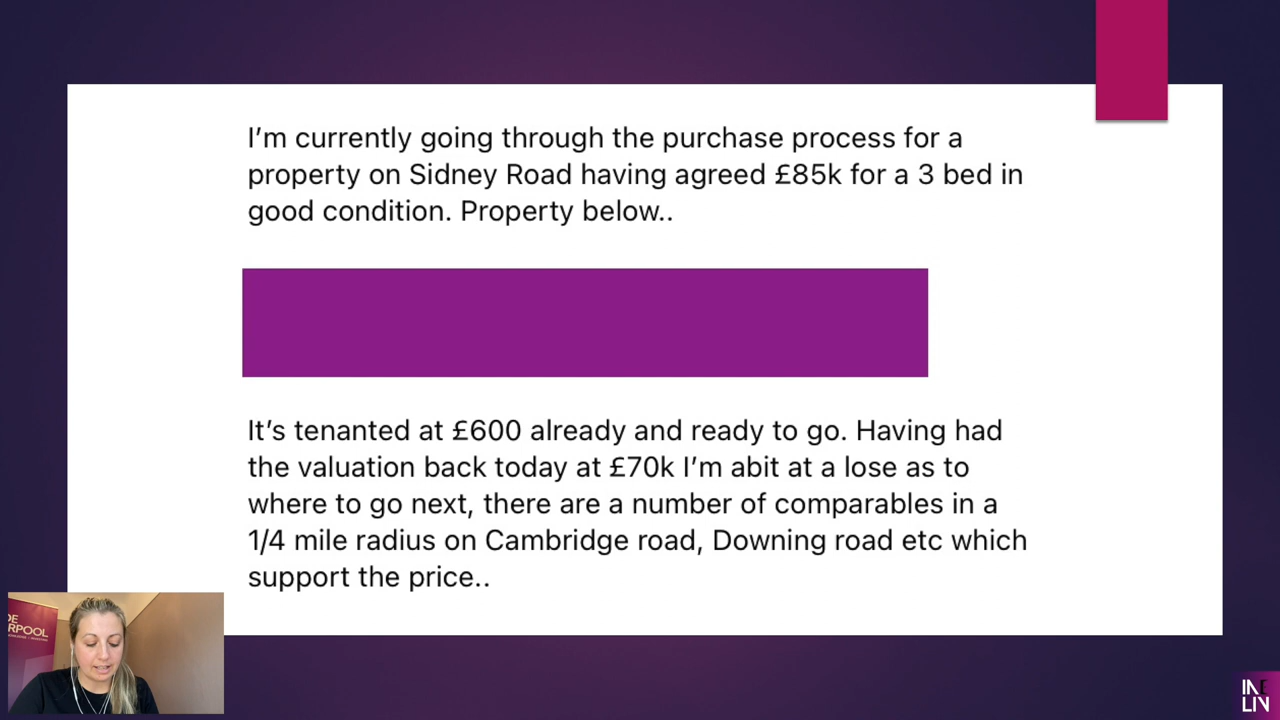 I'm currently going through the purchase process for a
property on Sidney Road having agreed £85k for a 3 bed in
good condition. Property below..
It's tenanted at £600 already and ready to go. Having had
the valuation back today at £70k I'm abit at a lose as to
where to go next, there are a number of comparables in a
1/4 mile radius on Cambridge road, Downing road etc which
support the price..